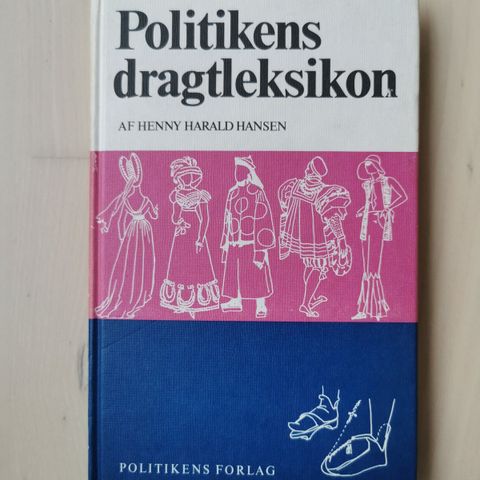 Politikens
dragtleksikon
AF HENNY HARALD HANSEN
POLITIKENS FORLAG